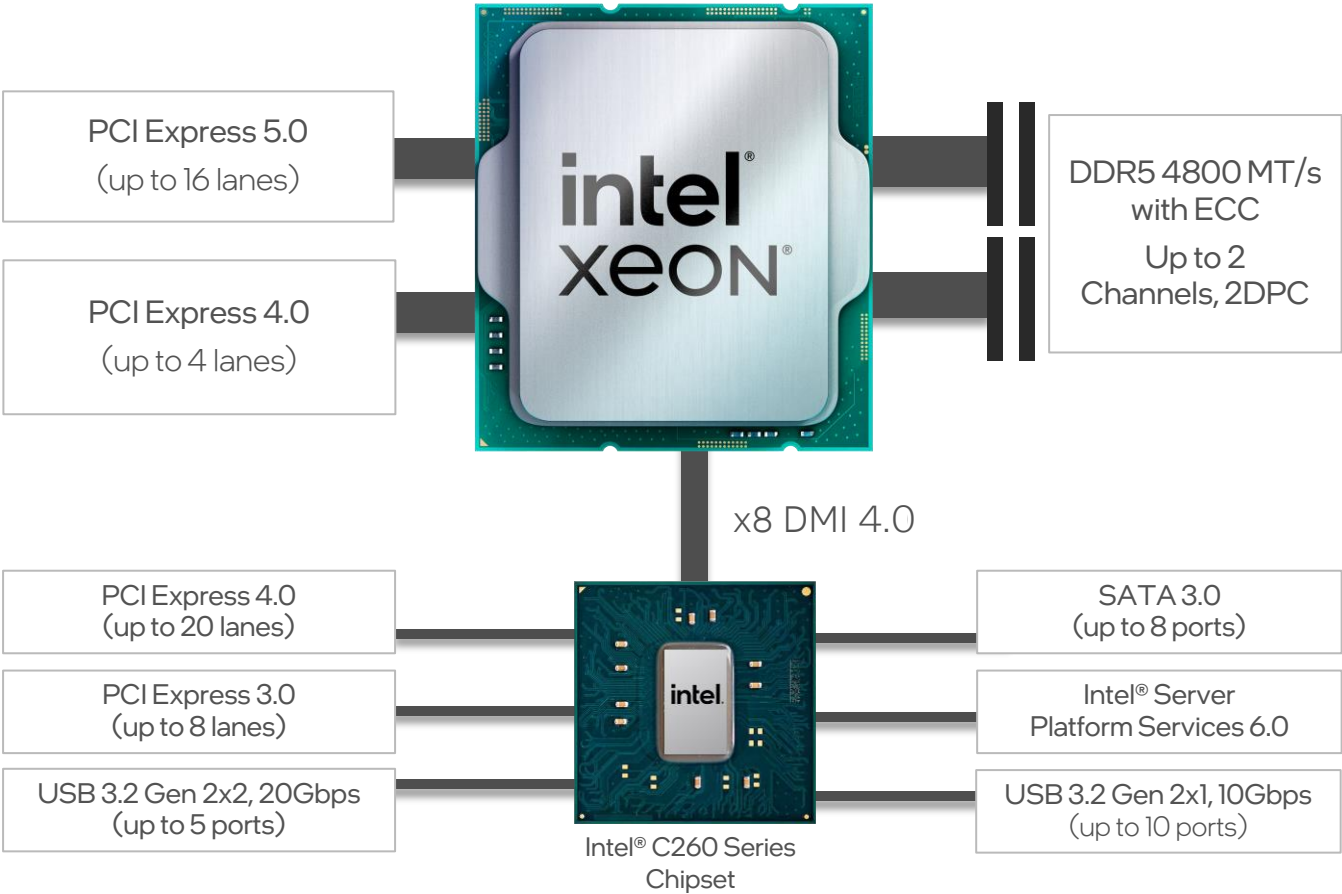 PCI Express 5.0
(up to 16 lanes)
PCI Express 4.0
(up to 4 lanes)
intel®
xeon®
DDR5 4800 MT/s
with ECC
Up to 2
Channels, 2DPC
x8 DMI 4.0
PCI Express 4.0
(up to 20 lanes)
PCI Express 3.0
(up to 8 lanes)
USB 3.2 Gen 2x2, 20Gbps
(up to 5 ports)
intel.
SATA 3.0
(up to 8 ports)
Intel® Server
Platform Services 6.0
USB 3.2 Gen 2x1, 10Gbps
(up to 10 ports)
Intel® C260 Series
Chipset